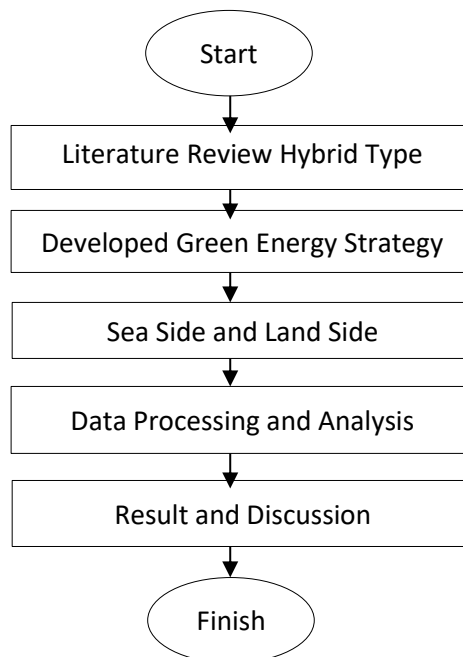 Start
Literature Review Hybrid Type
Developed Green Energy Strategy
Sea Side and Land Side
Data Processing and Analysis
Result and Discussion
Finish